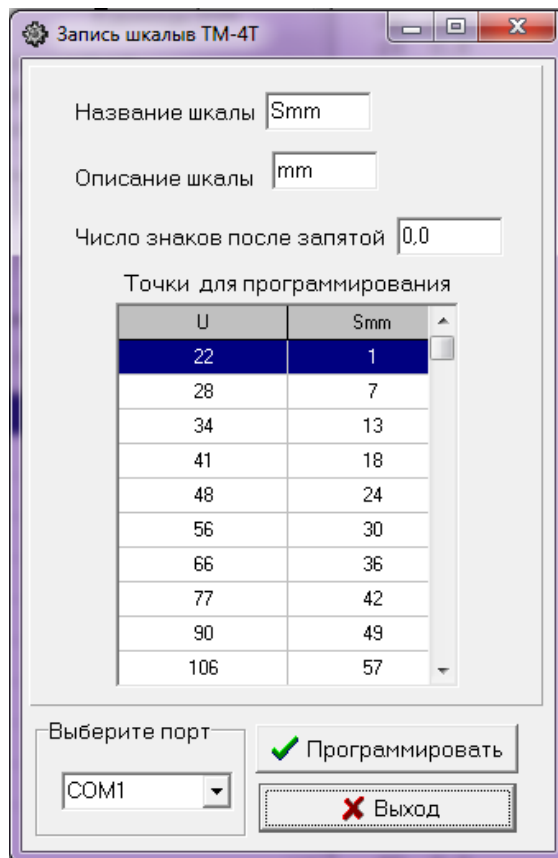 Запись шкалыв ТМ-4Т
Название шкалы Smm
Описание шкалы mm
Число знаков после запятой 0,0
Точки для программирования
U Smm
22 1
28 7
34 13
41 18
48 24
56 30
66 36
77 42
90 49
106 57
Выберите порт
COM1
Программировать
Выход